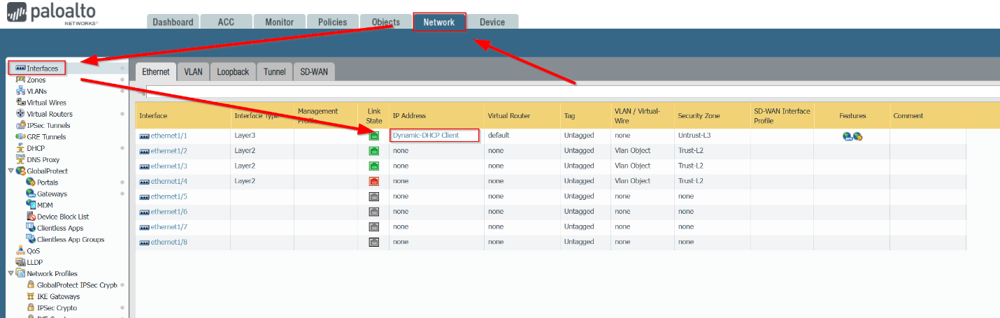 paloalto
NETWORKS®
Dashboard ACC Monitor Policies Objects Network Device
Interfaces
Zones
VLANs
Virtual Wires
Virtual Routers
IPSec Tunnels
GRE Tunnels
DHCP
DNS Proxy
GlobalProtect
Portals
Gateways
MDM
Device Block List
Clientless Apps
Clientless App Groups
QoS
LLDP
Network Profiles
GlobalProtect IPSec Crypt
IKE Gateways
IPSec Crypto
Ethernet VLAN Loopback Tunnel SD-WAN
Interface Interface Type Management Profile Link State IP Address Virtual Router Tag VLAN / Virtual-Wire Security Zone SD-WAN Interface Profile Features Comment
ethernet1/1 Layer3 Dynamic-DHCP Client default Untagged none Untrust-L3
ethernet1/2 Layer2 none none Untagged Vlan Object Trust-L2
ethernet1/3 Layer2 none none Untagged Vlan Object Trust-L2
ethernet1/4 Layer2 none none Untagged Vlan Object Trust-L2
ethernet1/5 none none Untagged none none
ethernet1/6 none none Untagged none none
ethernet1/7 none none Untagged none none
ethernet1/8 none none Untagged none none